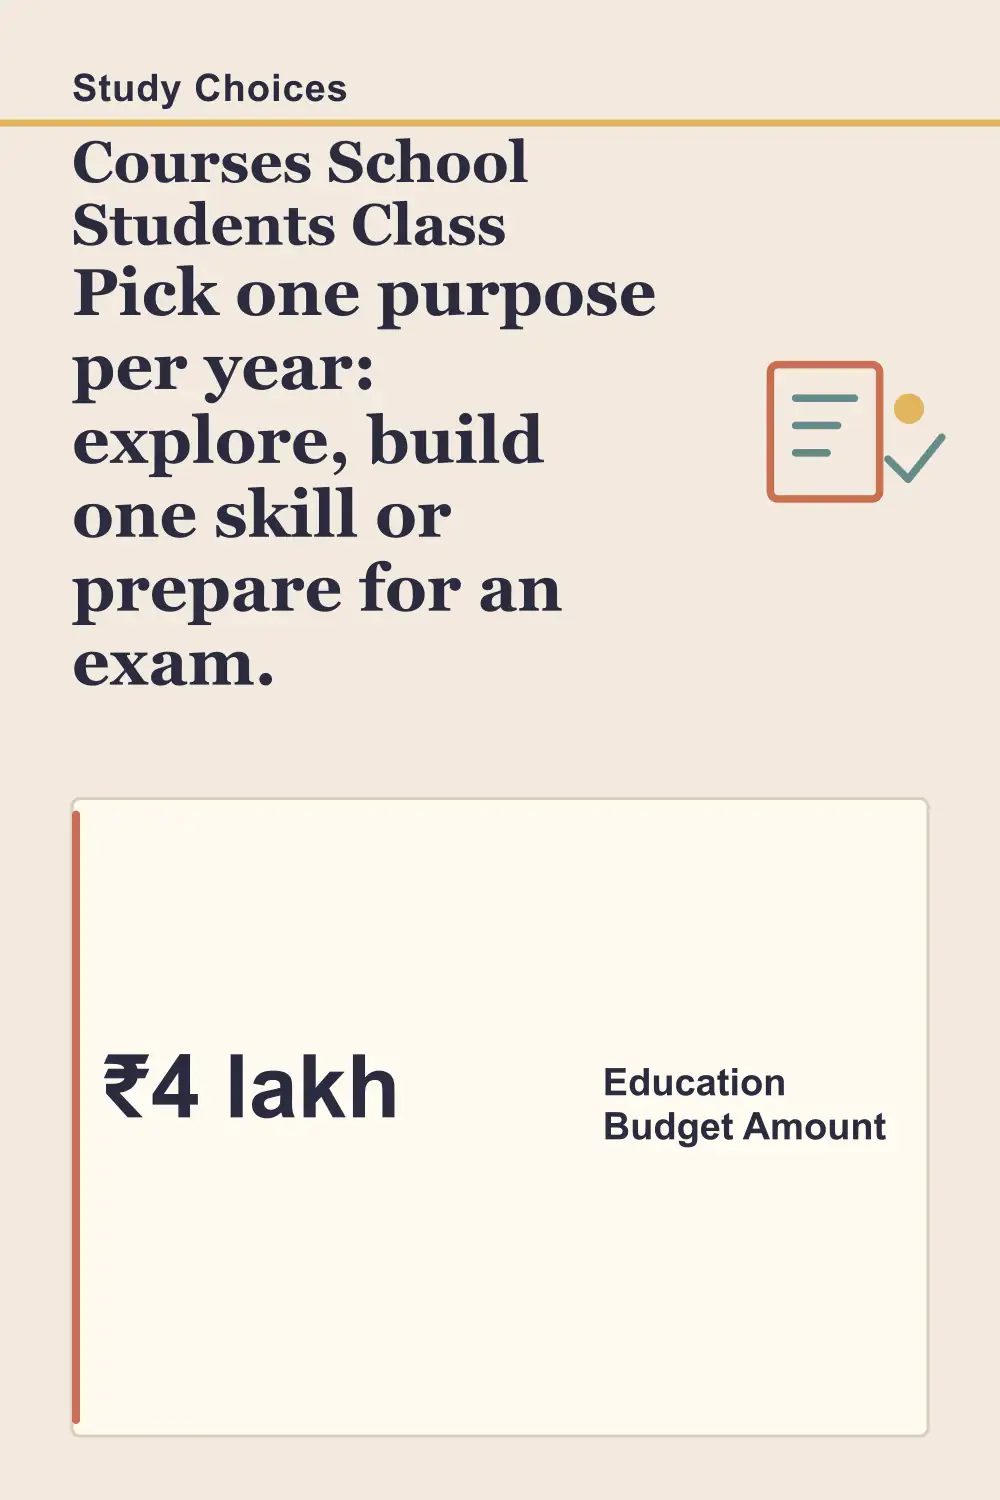 Study Choices
Courses School
Students Class
Pick one purpose
per year:
explore, build
one skill or
prepare for an
exam.
₹4 lakh
Education
Budget Amount